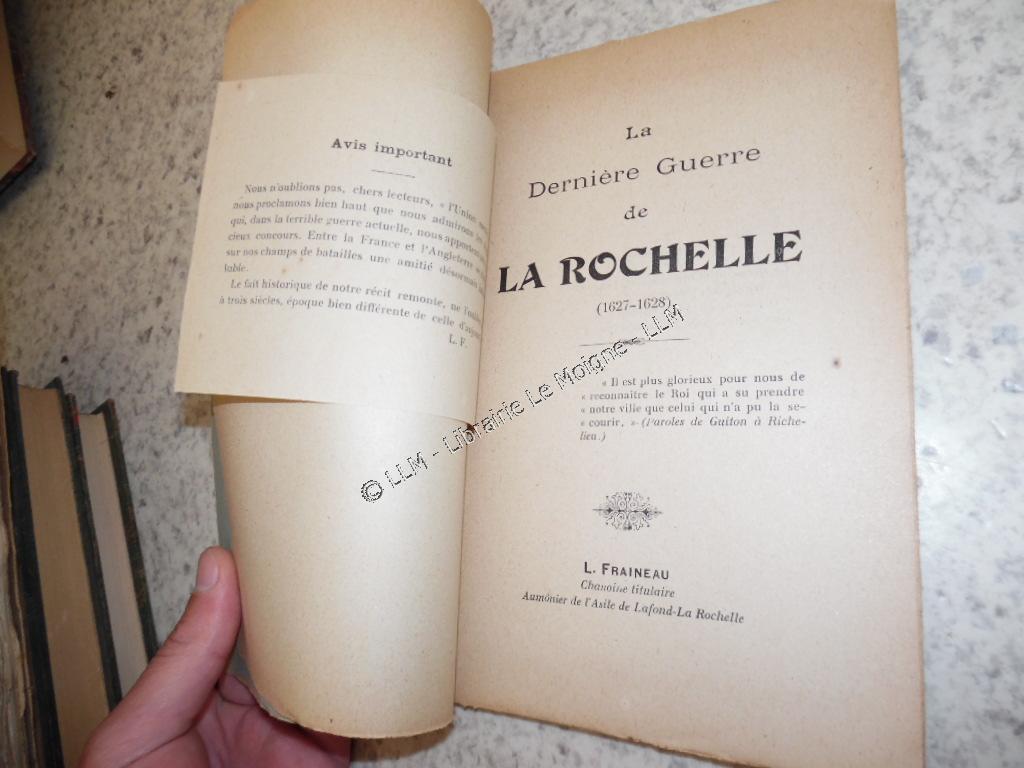 Avis important
Nous n'oublions pas, chers lecteurs, « l'Union
nous proclamons bien haut que nous admirons
qui, dans la terrible guerre actuelle, nous apportent
cieux concours. Entre la France et l'Angleterre
sur nos champs de batailles une amitié désormais
table.
Le fait historique de notre récit remonte, ne
à trois siècles, époque bien différente de celle
L. F.
La
Dernière Guerre
de
LA ROCHELLE
(1627-1628)
« Il est plus glorieux pour nous de
« reconnaître le Roi qui a su prendre
« notre ville que celui qui n'a pu la se-
« courir. » (Paroles de Guiton à Riche-
lieu.)
L. FRAINEAU
Chanoine titulaire
Aumônier de l'Asile de Lafond-La Rochelle
© LLM - Librairie Le Moigne - LLM